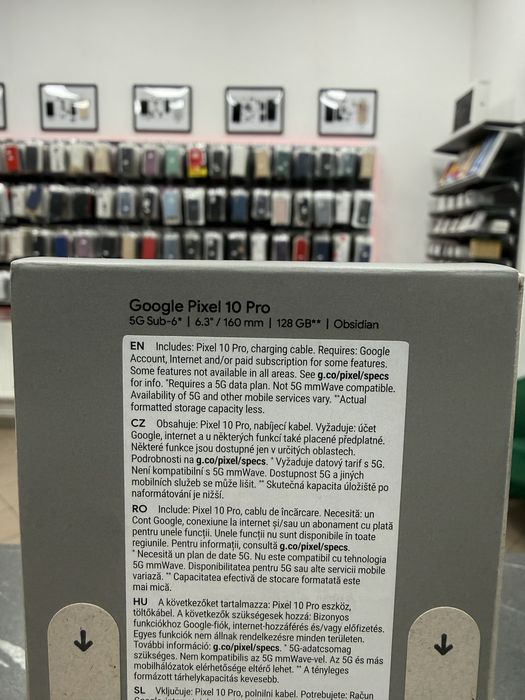 Google Pixel 10 Pro
5G Sub-6* | 6.3" / 160 mm | 128 GB** | Obsidian
EN Includes: Pixel 10 Pro, charging cable. Requires: Google
Account, Internet and/or paid subscription for some features.
Some features not available in all areas. See g.co/pixel/specs
for info. *Requires a 5G data plan. Not 5G mmWave compatible.
Availability of 5G and other mobile services vary. **Actual
formatted storage capacity less.
CZ Obsahuje: Pixel 10 Pro, nabíjecí kabel. Vyžaduje: účet
Google, internet a u některých funkcí také placené předplatné.
Některé funkce jsou dostupné jen v určitých oblastech.
Podrobnosti na g.co/pixel/specs. * Vyžaduje datový tarif s 5G.
Není kompatibilní s 5G mmWave. Dostupnost 5G a jiných
mobilních služeb se může lišit. ** Skutečná kapacita úložiště po
naformátování je nižší.
RO Include: Pixel 10 Pro, cablu de încărcare. Necesită: un
Cont Google, conexiune la internet și/sau un abonament cu plată
pentru unele funcții. Unele funcții nu sunt disponibile în toate
regiunile. Pentru informații, consultă g.co/pixel/specs.
* Necesită un plan de date 5G. Nu este compatibil cu tehnologia
5G mmWave. Disponibilitatea pentru 5G sau alte servicii mobile
variază. ** Capacitatea efectivă de stocare formatată este
mai mică.
HU A következőket tartalmazza: Pixel 10 Pro eszköz,
töltőkábel. A következők szükségesek hozzá: Bizonyos
funkciókhoz Google-fiók, internet-hozzáférés és/vagy előfizetés.
Egyes funkciók nem állnak rendelkezésre minden területen.
További információ: g.co/pixel/specs. * 5G-adatcsomag
szükséges. Nem kompatibilis az 5G mmWave-vel. Az 5G és más
mobilhálózatok elérhetősége eltérő lehet. ** A tényleges
formázott tárhelykapacitás kevesebb.
SL Vključuje: Pixel 10 Pro, polnilni kabel. Potrebujete: Račun